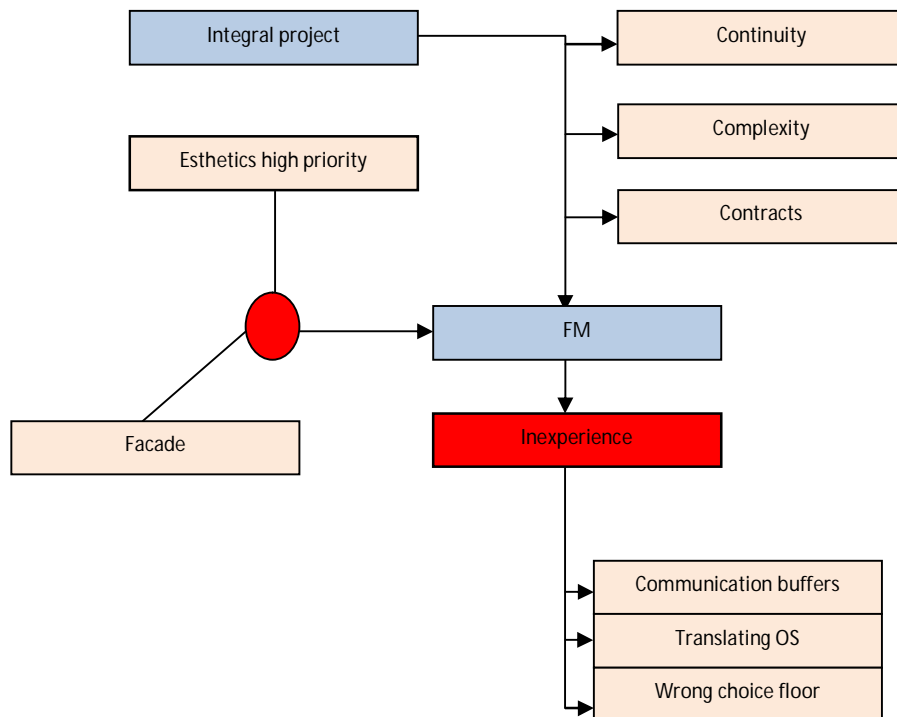 Integral project
Continuity
Complexity
Esthetics high priority
Contracts
FM
Facade
Inexperience
Communication buffers
Translating OS
Wrong choice floor